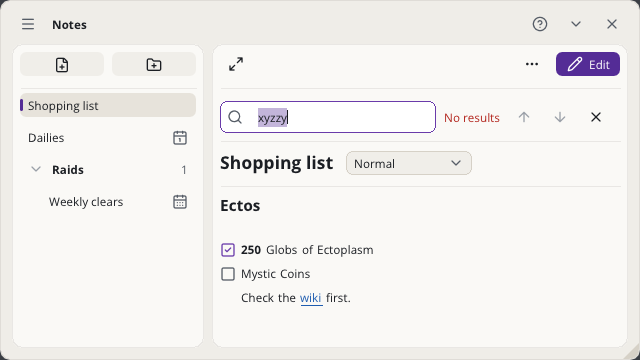 Notes
Shopping list
Dailies
Raids 1
Weekly clears
Edit
xyzzy No results
Shopping list Normal
Ectos
250 Globs of Ectoplasm
Mystic Coins
Check the wiki first.